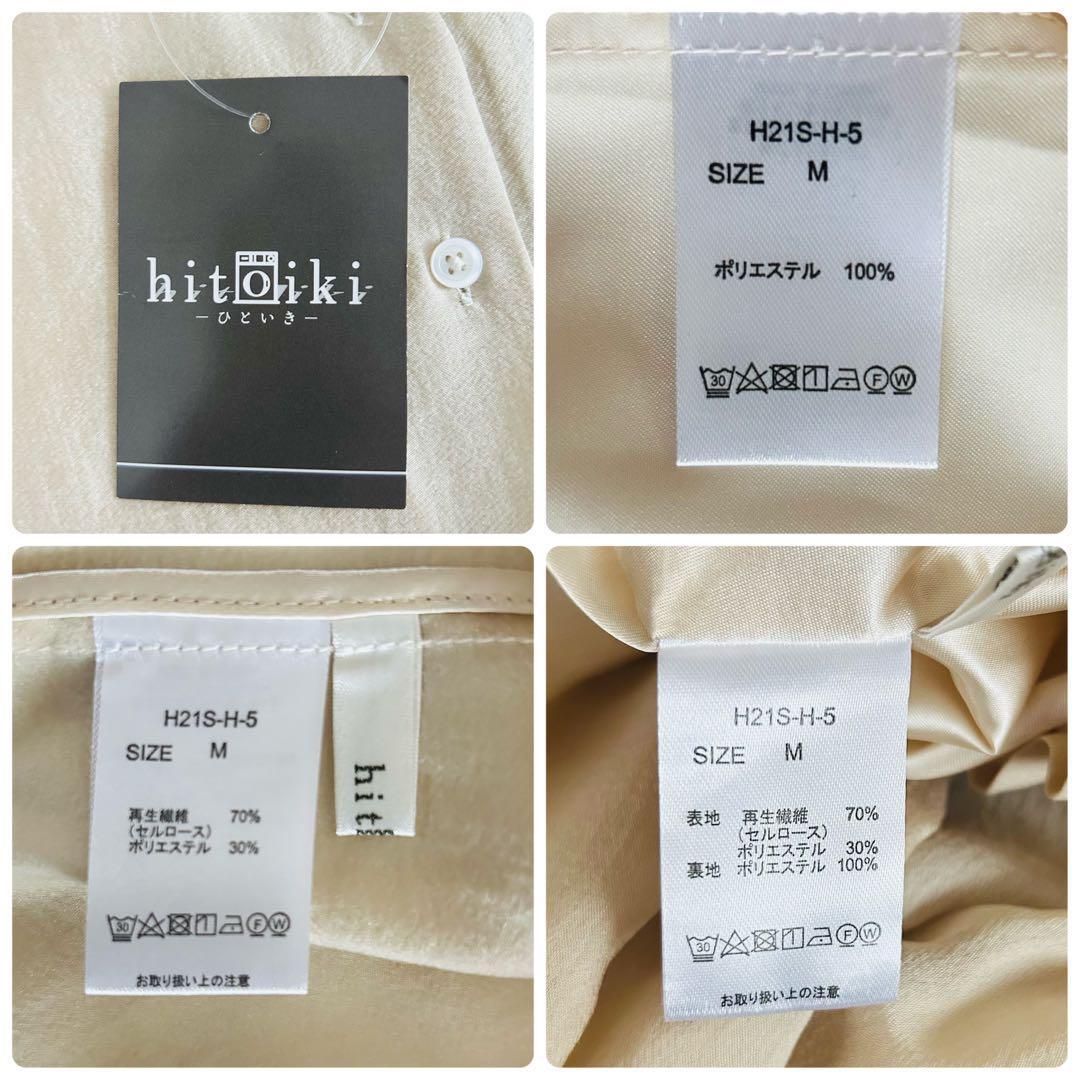 hitoiki
ひといき
H21S-H-5
SIZE M
ポリエステル 100%
30 F W
H21S-H-5
SIZE M
再生繊維 70%
(セルロース)
ポリエステル 30%
30 F W
お取り扱い上の注意
hit
H21S-H-5
SIZE M
表地 再生繊維 70%
(セルロース)
ポリエステル 30%
裏地 ポリエステル 100%
30 F W
お取り扱い上の注意